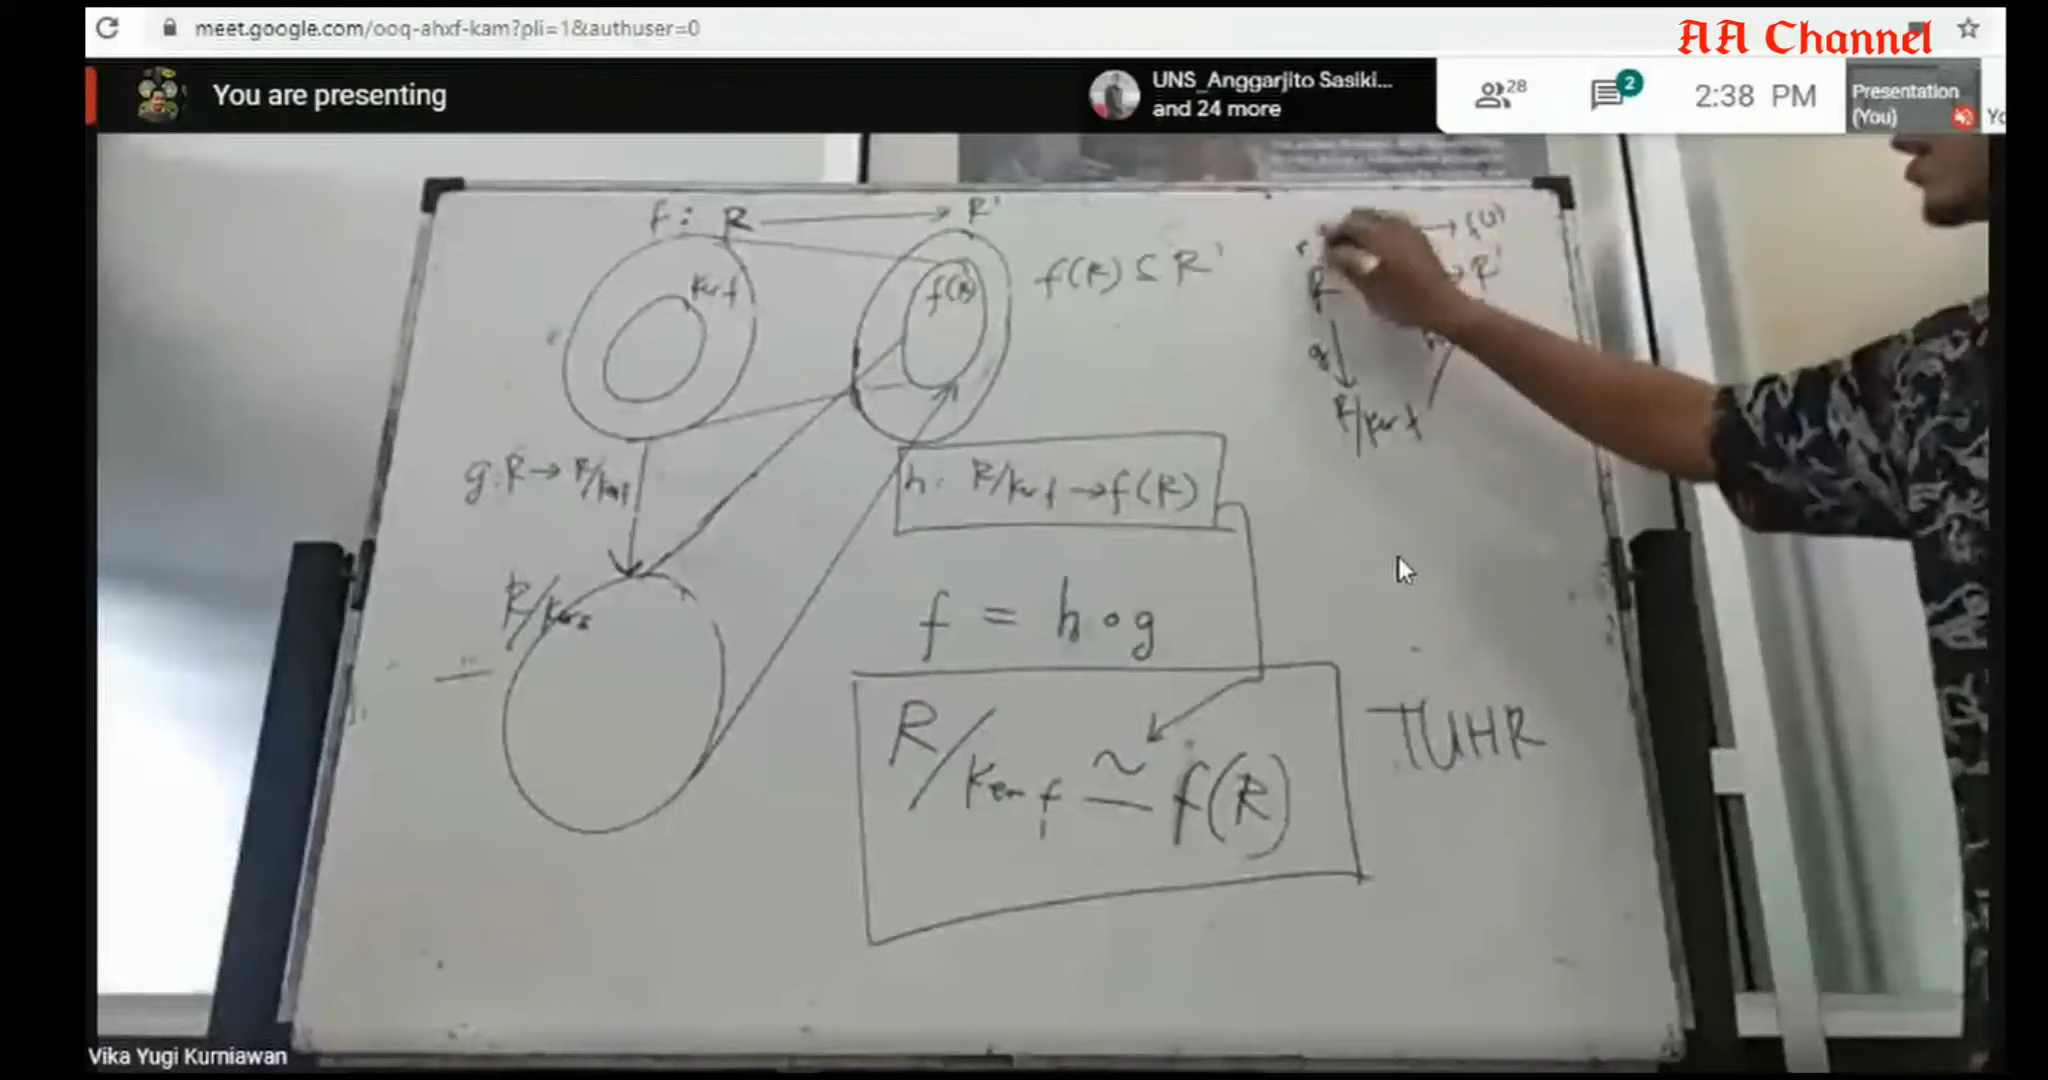 meet.google.com/ooq-ahxf-kam?pli=1&authuser=0
AA Channel
You are presenting
UNS_Anggarjito Sasiki...
and 24 more
28
2
2:38 PM
Presentation
(You)
f: R → R'
Ker f
f(R)
f(R) ⊆ R'
r → f(r)
R → R'
g
R/Ker f
g: R → R/Ker f
h: R/Ker f → f(R)
R/Ker f
f = h ∘ g
R/Ker f ≃ f(R)
TUHR
Vika Yugi Kurniawan